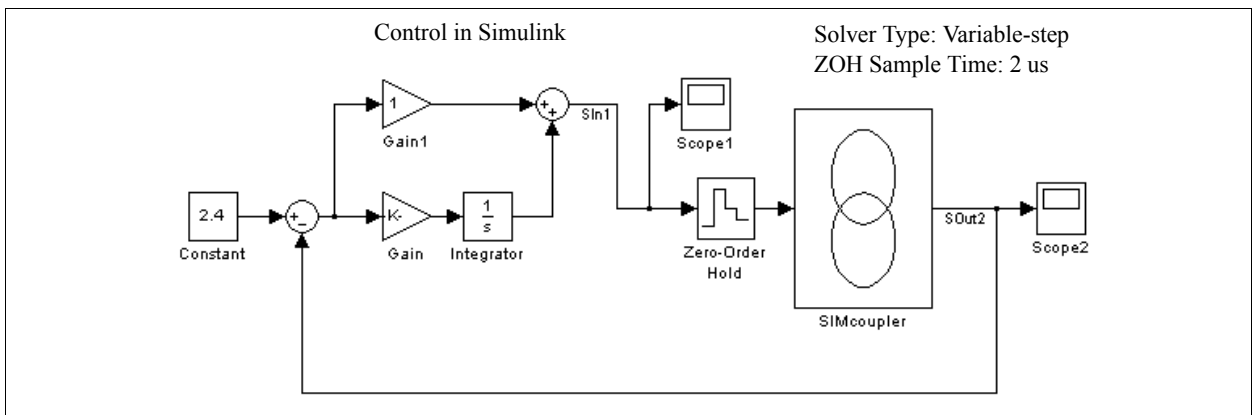 Control in Simulink
Solver Type: Variable-step
ZOH Sample Time: 2 us
1
Gain1
+
+
SIn1
Scope1
2.4
Constant
+
−
K-
Gain
1
s
Integrator
Zero-Order
Hold
SIMcoupler
SOut2
Scope2